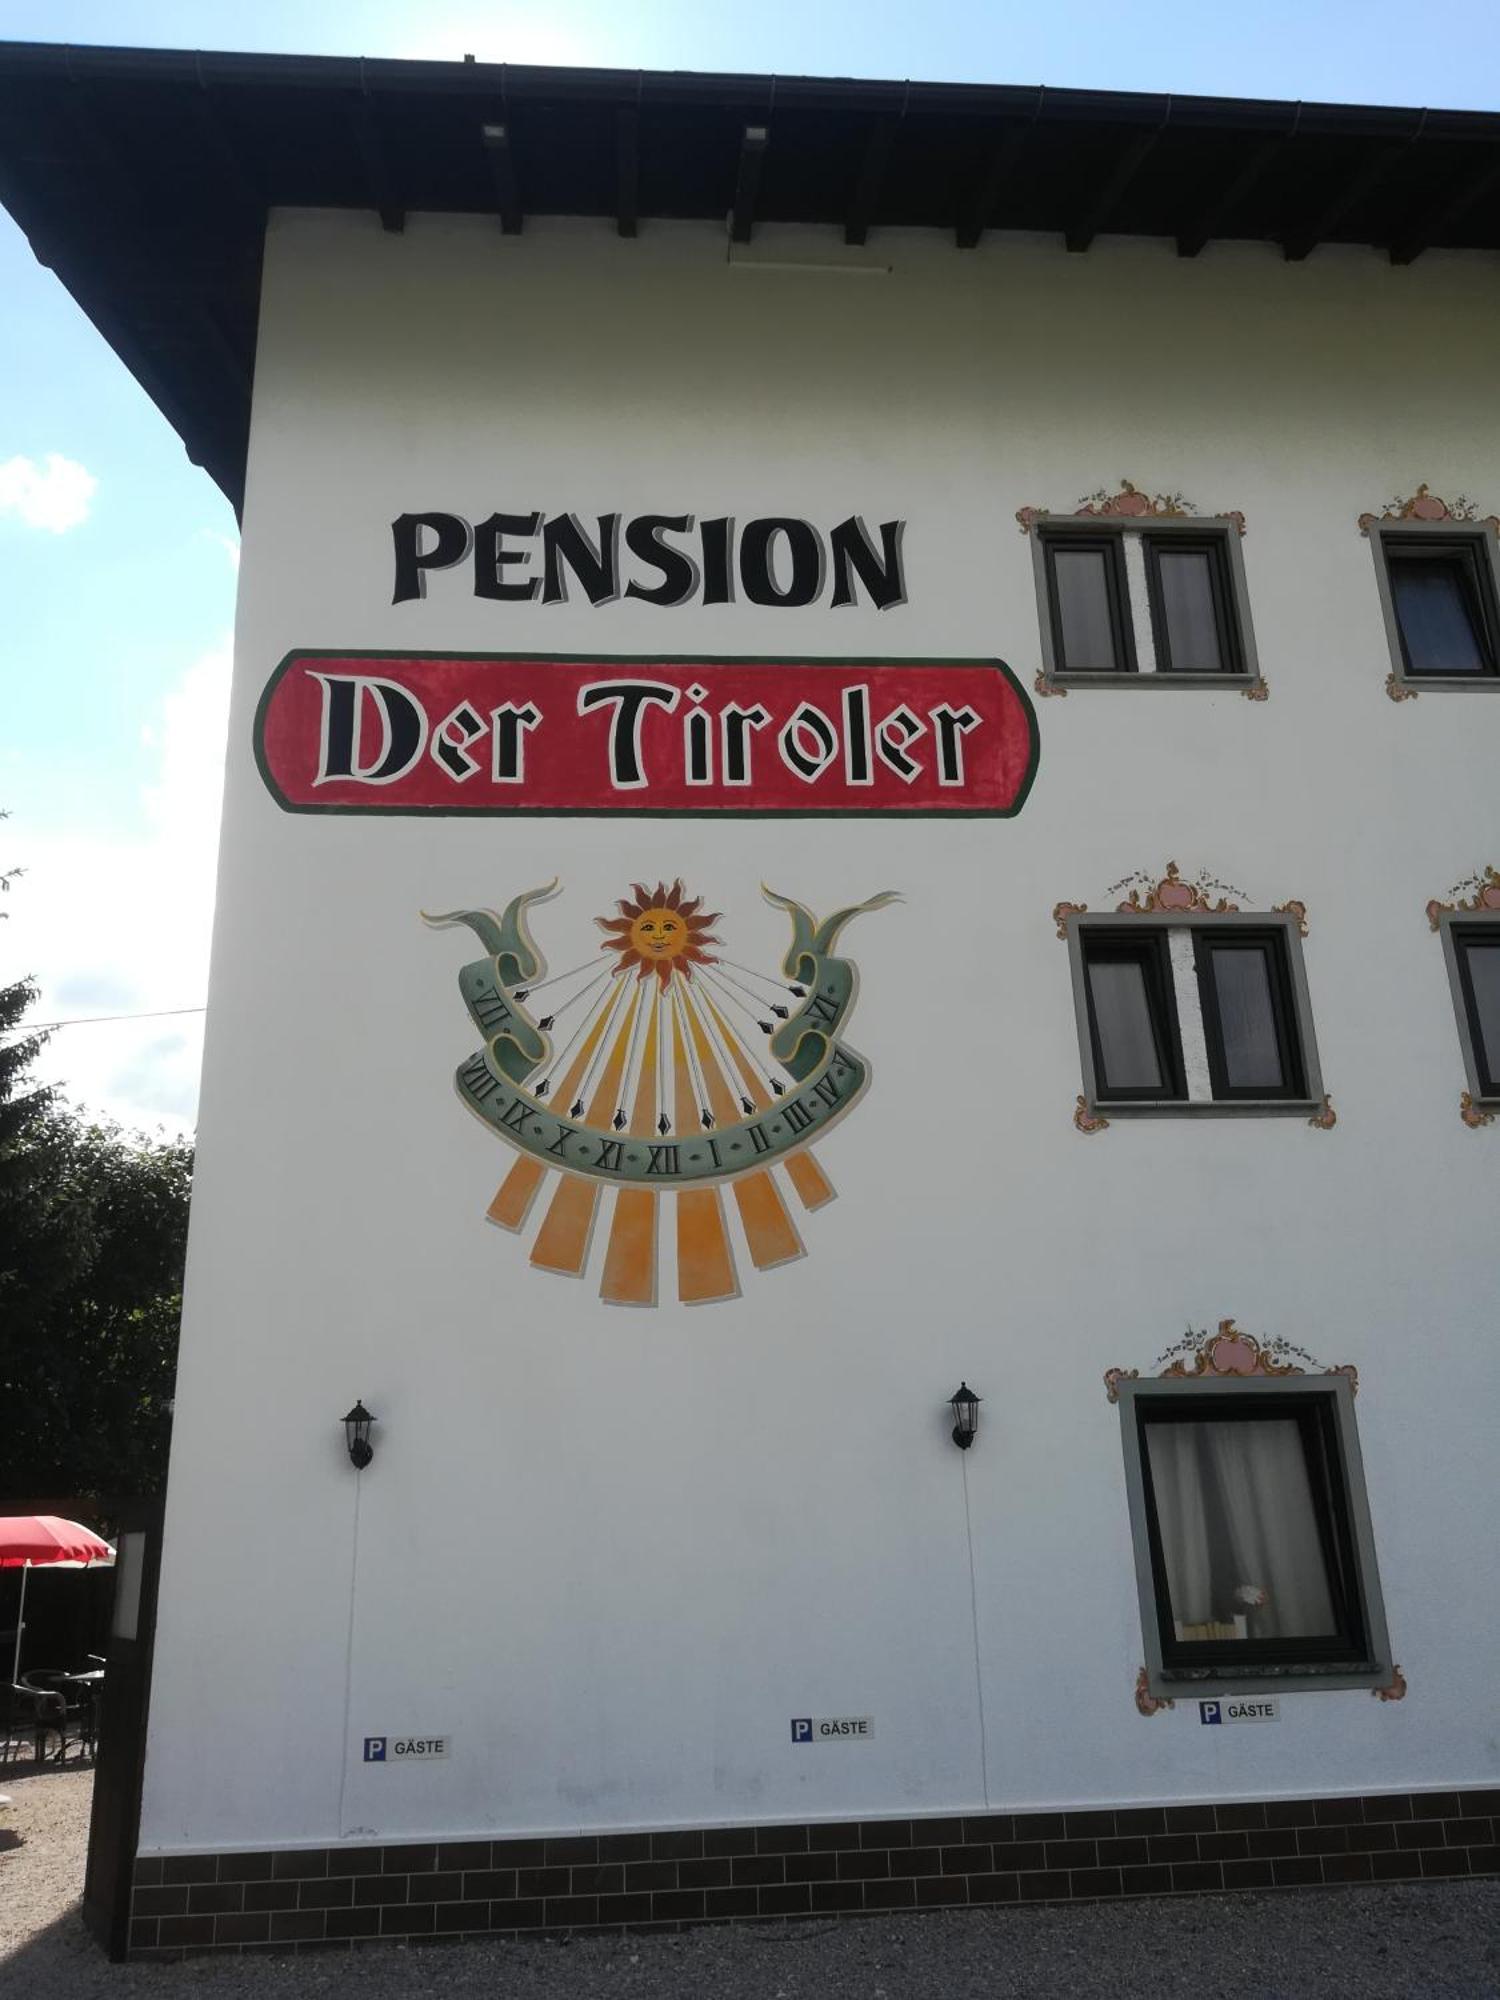 PENSION
Der Tiroler
VII
VI
VIII · IX · X · XI · XII · I · II · III · IV · V
P GÄSTE
P GÄSTE
P GÄSTE